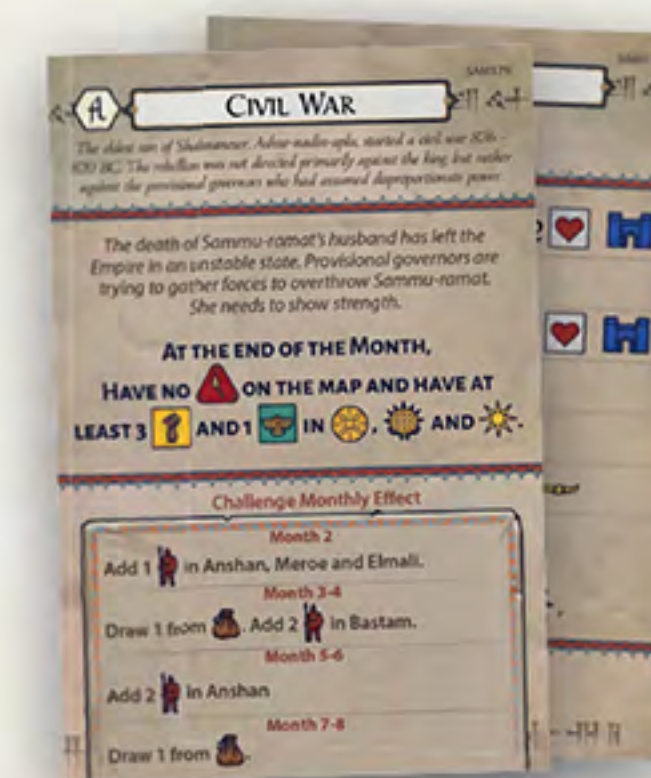 A
CIVIL WAR
The eldest son of Shalmaneser, Ashur-nadin-aplu, started a civil war 826 -
820 BC. The rebellion was not directed primarily against the king, but rather
against the provisional governors who had assumed disproportionate power.
The death of Sammu-ramat's husband has left the
Empire in an unstable state. Provisional governors are
trying to gather forces to overthrow Sammu-ramat.
She needs to show strength.
AT THE END OF THE MONTH,
HAVE NO ON THE MAP AND HAVE AT
LEAST 3 AND 1 IN , AND .
Challenge Monthly Effect
Month 2
Add 1 in Anshan, Meroe and Elmali.
Month 3-4
Draw 1 from . Add 2 in Bastam.
Month 5-6
Add 2 in Anshan
Month 7-8
Draw 1 from .